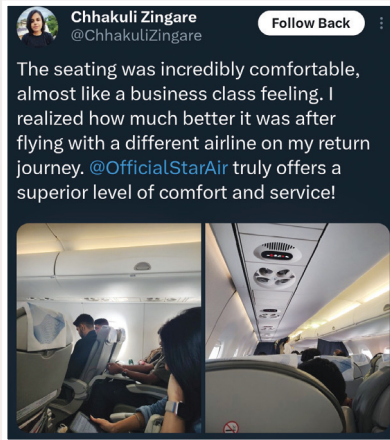 Chhakuli Zingare
@ChhakuliZingare
Follow Back
The seating was incredibly comfortable,
almost like a business class feeling. I
realized how much better it was after
flying with a different airline on my return
journey. @OfficialStarAir truly offers a
superior level of comfort and service!